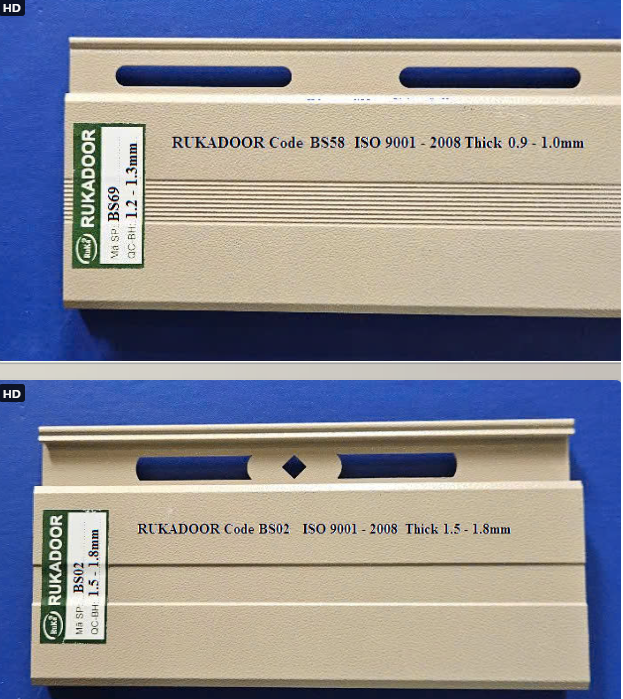 HD
RUKADOOR Code BS58 ISO 9001 - 2008 Thick 0.9 - 1.0mm
RUKADOOR
Mã SP: BS69
QC-BH: 1.2 - 1.3mm
HD
RUKADOOR Code BS02 ISO 9001 - 2008 Thick 1.5 - 1.8mm
RuKa
RUKADOOR
Mã SP: BS02
QC-BH: 1.5 - 1.8mm